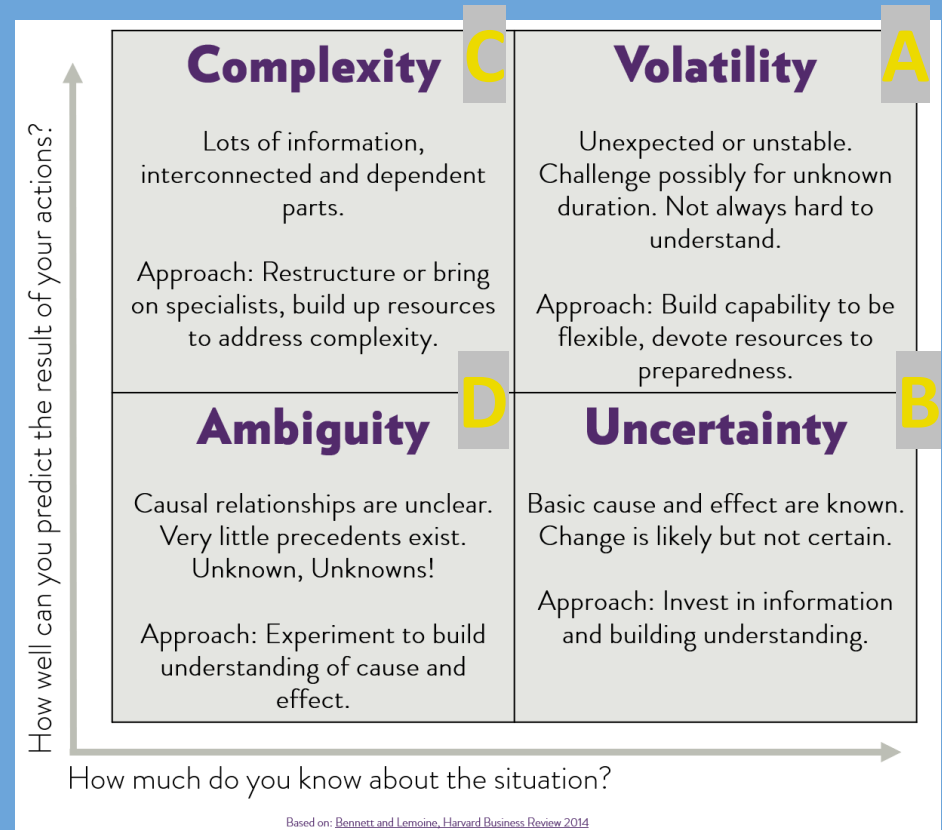 Complexity C
Lots of information,
interconnected and dependent
parts.
Approach: Restructure or bring
on specialists, build up resources
to address complexity.
Volatility A
Unexpected or unstable.
Challenge possibly for unknown
duration. Not always hard to
understand.
Approach: Build capability to be
flexible, devote resources to
preparedness.
Ambiguity D
Causal relationships are unclear.
Very little precedents exist.
Unknown, Unknowns!
Approach: Experiment to build
understanding of cause and
effect.
Uncertainty B
Basic cause and effect are known.
Change is likely but not certain.
Approach: Invest in information
and building understanding.
How well can you predict the result of your actions?
How much do you know about the situation?
Based on: Bennett and Lemoine, Harvard Business Review 2014